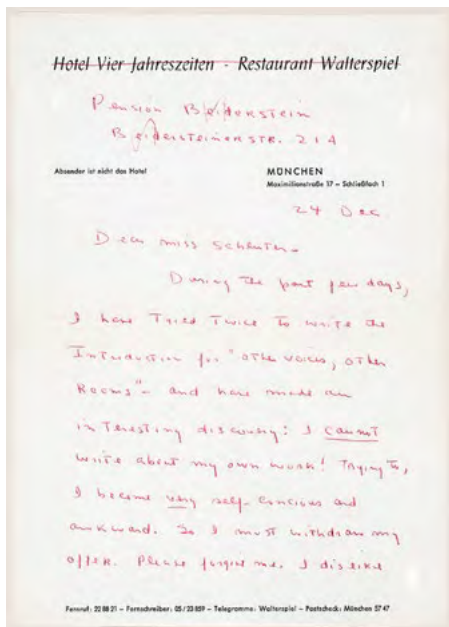 Hotel Vier Jahreszeiten · Restaurant Walterspiel
Pension Beiderstein
Beidersteinerstr. 21A
Absender ist nicht das Hotel
MÜNCHEN
Maximilianstraße 17 – Schließfach 1
24 Dec
Dear miss
During the past few days,
I have Tried Twice To write the
Introduction for "other voices, other
Rooms" – and have made an
interesting discovery: I cannot
write about my own work! Trying to,
I become very self-concious and
awkward. So I must withdraw my
offer. Please forgive me. I dislike
Fernruf: 22 88 21 – Fernschreiber: 05/23 859 – Telegramme: Walterspiel – Postscheck: München 57 47